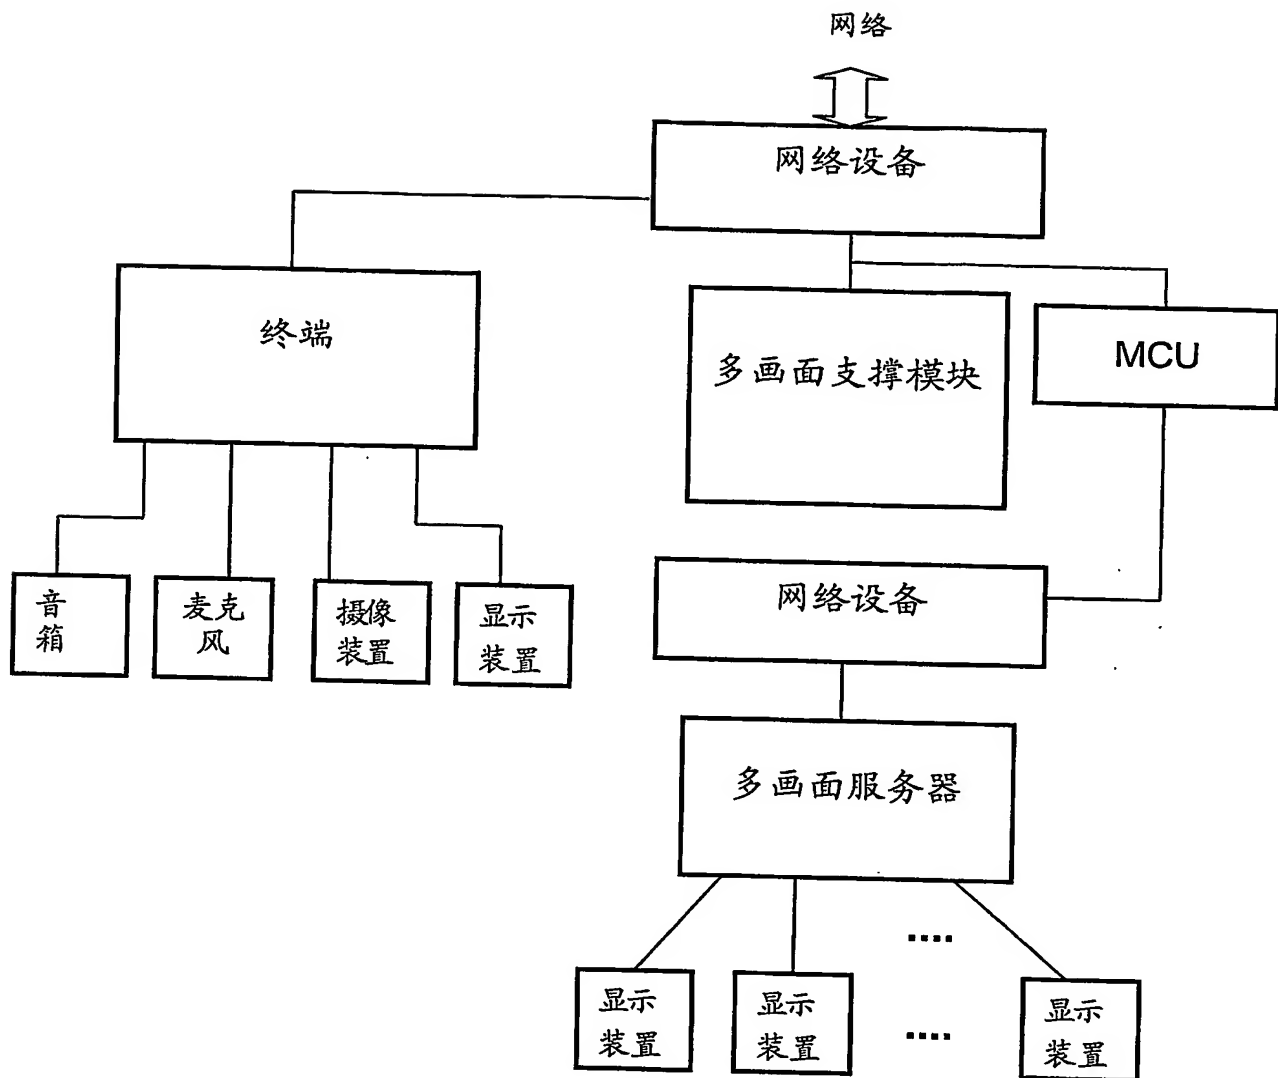 网络
网络设备
终端
多画面支撑模块
MCU
音
箱
麦克
风
摄像
装置
显示
装置
网络设备
多画面服务器
....
显示
装置
显示
装置
....
显示
装置